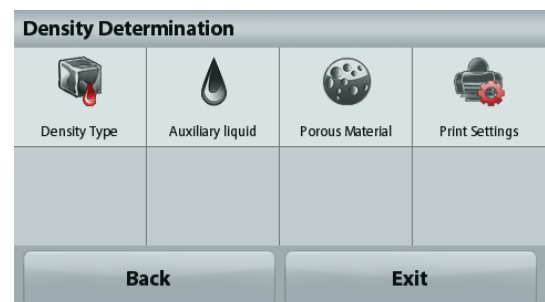 Density Determination
Density Type
Auxiliary liquid
Porous Material
Print Settings
Back
Exit